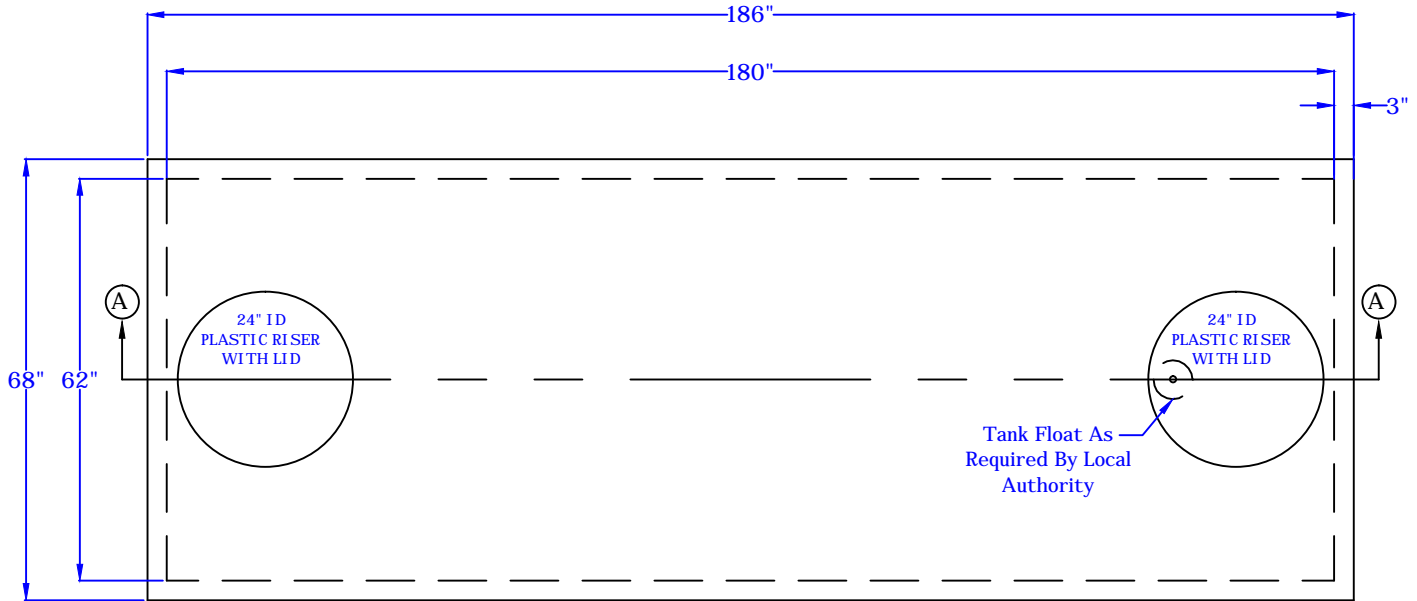 186"
180"
3"
A
A
24" ID
PLASTIC RISER
WITH LID
24" ID
PLASTIC RISER
WITH LID
68"
62"
Tank Float As
Required By Local
Authority